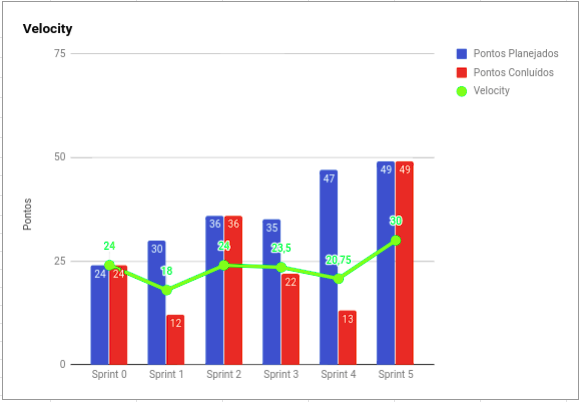 Velocity
75
50
25
0
Pontos
Pontos Planejados
Pontos Conluídos
Velocity
24
24
24
30
12
18
36
36
24
35
22
23,5
47
13
20,75
49
49
30
Sprint 0
Sprint 1
Sprint 2
Sprint 3
Sprint 4
Sprint 5